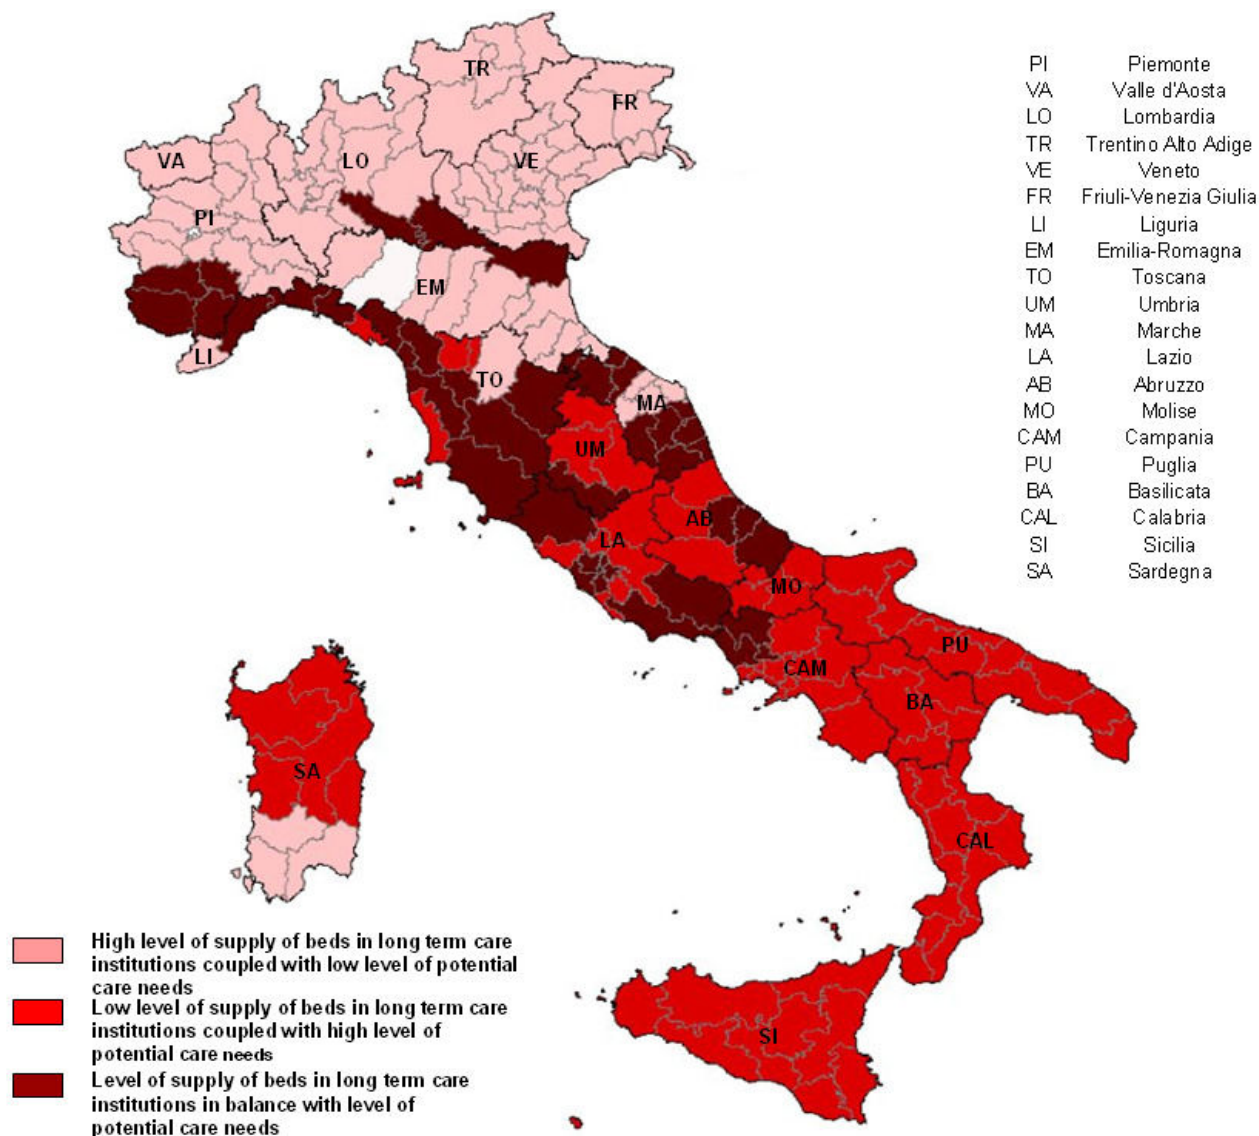 TR
FR
VA
LO
VE
PI
EM
LI
TO
MA
UM
AB
LA
MO
PU
CAM
BA
SA
CAL
SI
PI Piemonte
VA Valle d'Aosta
LO Lombardia
TR Trentino Alto Adige
VE Veneto
FR Friuli-Venezia Giulia
LI Liguria
EM Emilia-Romagna
TO Toscana
UM Umbria
MA Marche
LA Lazio
AB Abruzzo
MO Molise
CAM Campania
PU Puglia
BA Basilicata
CAL Calabria
SI Sicilia
SA Sardegna
High level of supply of beds in long term care
institutions coupled with low level of potential
care needs
Low level of supply of beds in long term care
institutions coupled with high level of
potential care needs
Level of supply of beds in long term care
institutions in balance with level of
potential care needs